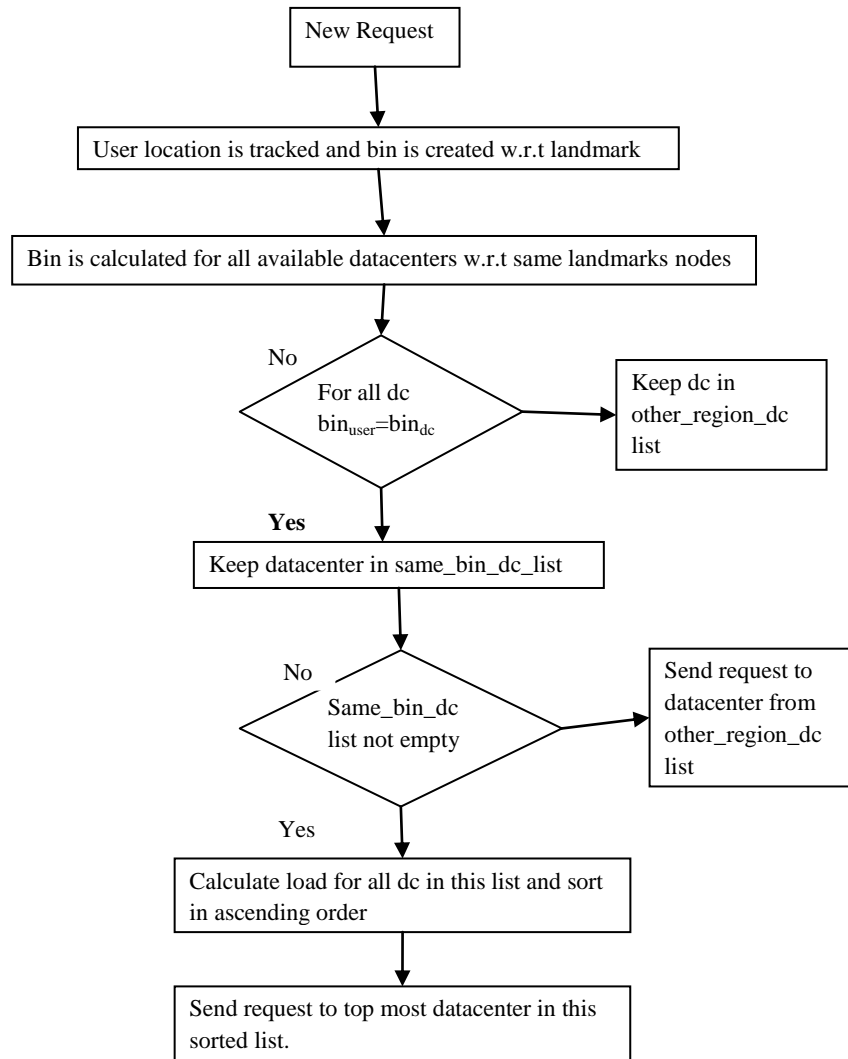 New Request
User location is tracked and bin is created w.r.t landmark
Bin is calculated for all available datacenters w.r.t same landmarks nodes
No
For all dc
bin_user=bin_dc
Keep dc in
other_region_dc
list
Yes
Keep datacenter in same_bin_dc_list
No
Same_bin_dc
list not empty
Send request to
datacenter from
other_region_dc
list
Yes
Calculate load for all dc in this list and sort
in ascending order
Send request to top most datacenter in this
sorted list.